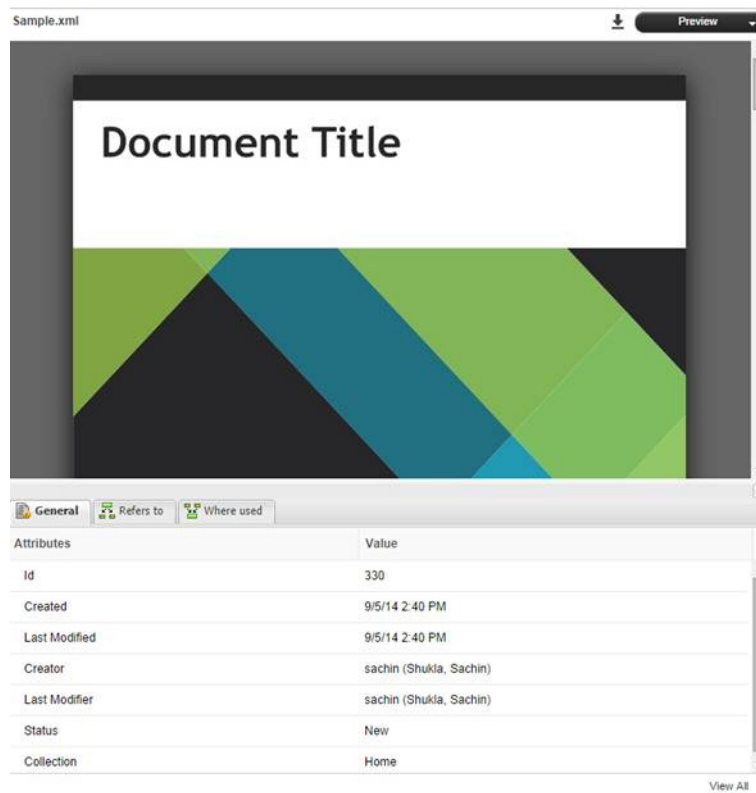 Sample.xml Preview
Document Title
General Refers to Where used
Attributes Value
Id 330
Created 9/5/14 2:40 PM
Last Modified 9/5/14 2:40 PM
Creator sachin (Shukla, Sachin)
Last Modifier sachin (Shukla, Sachin)
Status New
Collection Home
View All